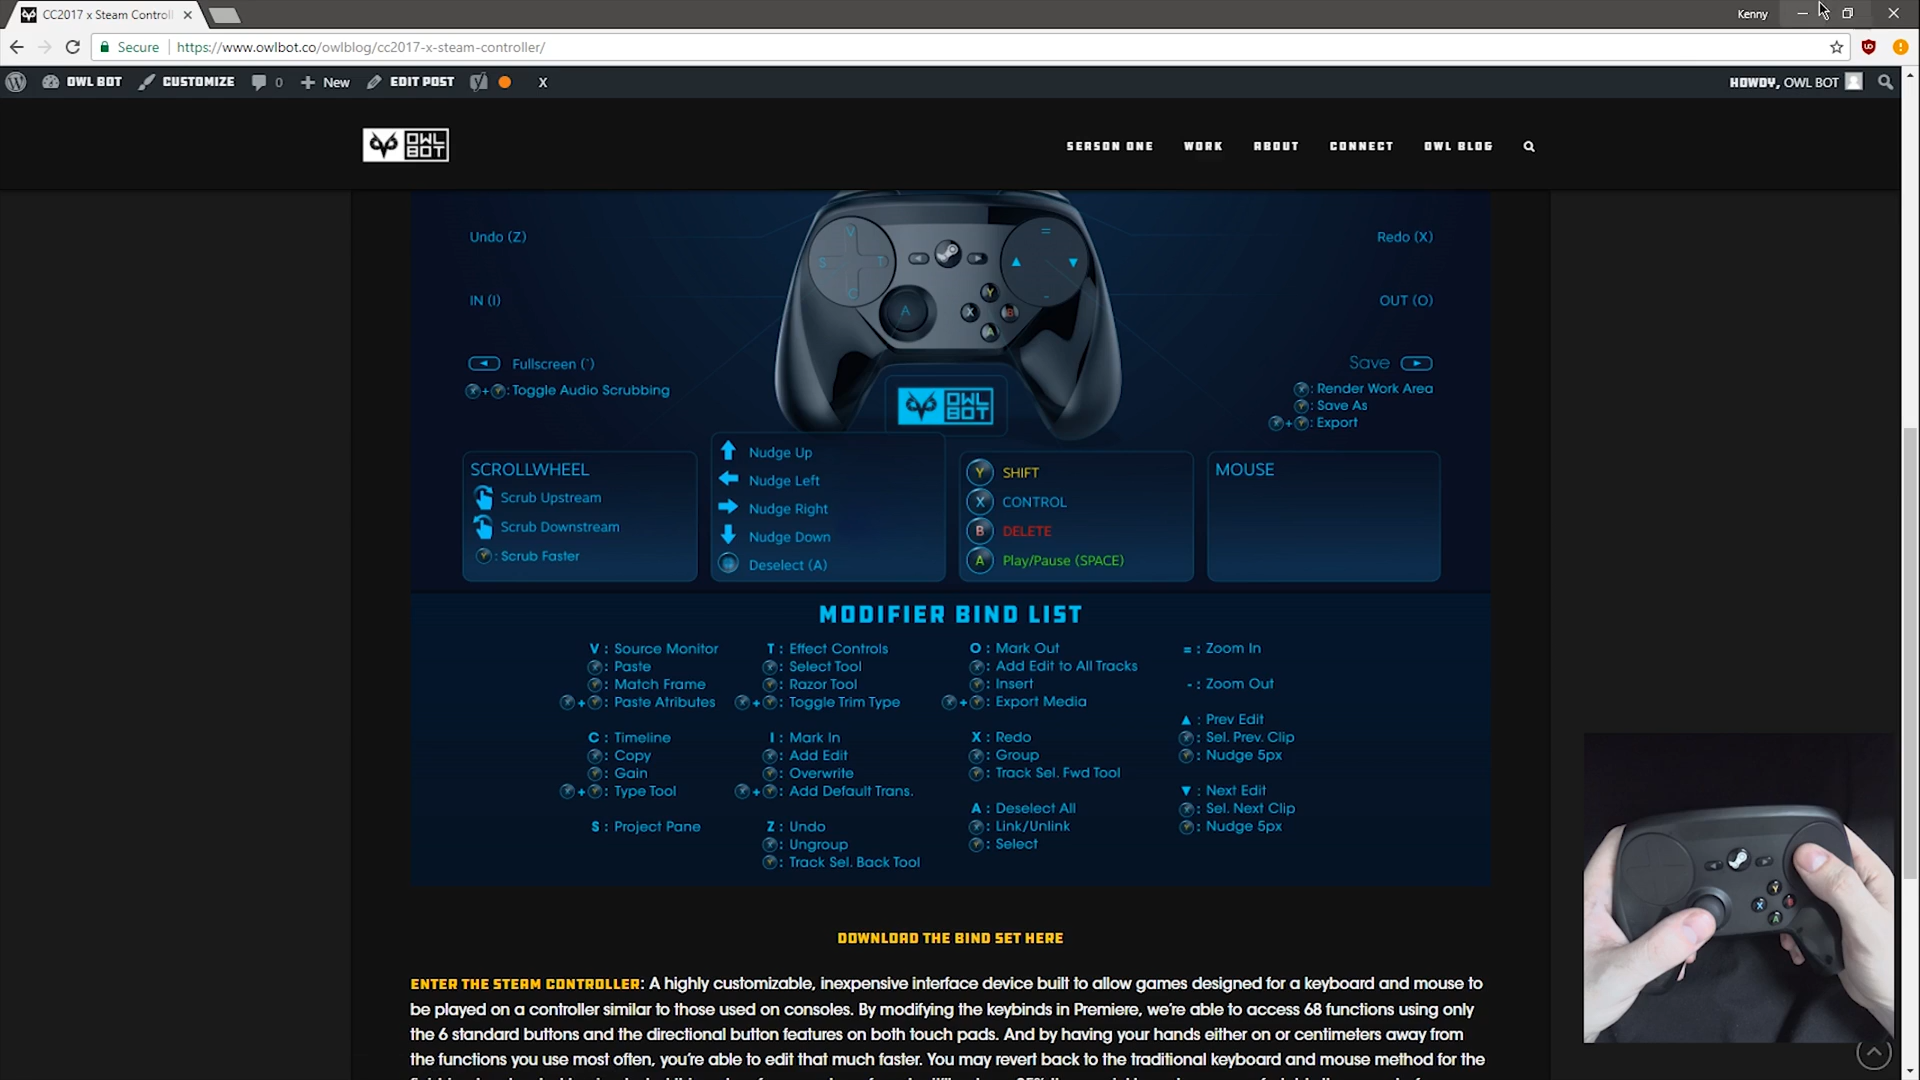 CC2017 x Steam Control
Kenny
Secure
https://www.owlbot.co/owlblog/cc2017-x-steam-controller/
OWL BOT
CUSTOMIZE
0
New
EDIT POST
X
HOWDY, OWL BOT
OWL BOT
SEASON ONE
WORK
ABOUT
CONNECT
OWL BLOG
Undo (Z)
Redo (X)
IN (I)
OUT (O)
Fullscreen (`)
X+Y: Toggle Audio Scrubbing
Save
X: Render Work Area
Y: Save As
X+Y: Export
V
S T
C
A
=
▲ ▼
-
Y
X B
A
OWL BOT
SCROLLWHEEL
Scrub Upstream
Scrub Downstream
Y: Scrub Faster
Nudge Up
Nudge Left
Nudge Right
Nudge Down
Deselect (A)
Y SHIFT
X CONTROL
B DELETE
A Play/Pause (SPACE)
MOUSE
MODIFIER BIND LIST
V : Source Monitor
X: Paste
Y: Match Frame
X+Y: Paste Atributes
C : Timeline
X: Copy
Y: Gain
X+Y: Type Tool
S : Project Pane
T : Effect Controls
X: Select Tool
Y: Razor Tool
X+Y: Toggle Trim Type
I : Mark In
X: Add Edit
Y: Overwrite
X+Y: Add Default Trans.
Z : Undo
X: Ungroup
Y: Track Sel. Back Tool
O : Mark Out
X: Add Edit to All Tracks
Y: Insert
X+Y: Export Media
X : Redo
X: Group
Y: Track Sel. Fwd Tool
A : Deselect All
X: Link/Unlink
Y: Select
= : Zoom In
- : Zoom Out
▲ : Prev Edit
X: Sel. Prev. Clip
Y: Nudge 5px
▼ : Next Edit
X: Sel. Next Clip
Y: Nudge 5px
Y
X
A
DOWNLOAD THE BIND SET HERE
ENTER THE STEAM CONTROLLER: A highly customizable, inexpensive interface device built to allow games designed for a keyboard and mouse to
be played on a controller similar to those used on consoles. By modifying the keybinds in Premiere, we're able to access 68 functions using only
the 6 standard buttons and the directional button features on both touch pads. And by having your hands either on or centimeters away from
the functions you use most often, you're able to edit that much faster. You may revert back to the traditional keyboard and mouse method for the